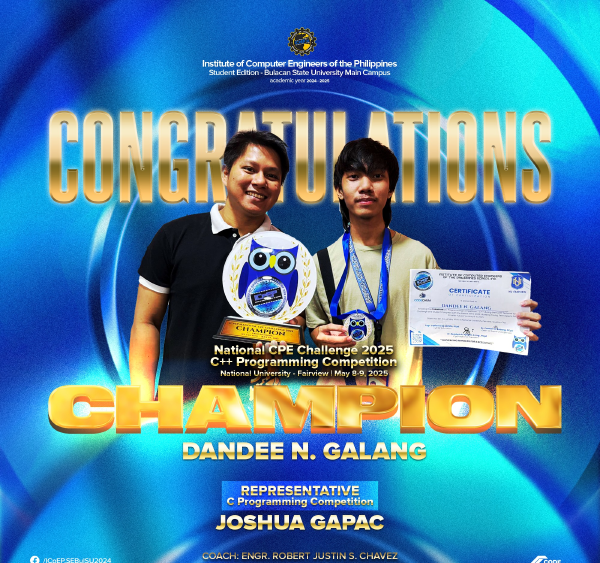 Institute of Computer Engineers of the Philippines
Student Edition - Bulacan State University Main Campus
academic year 2024 - 2025
CONGRATULATIONS
CERTIFICATE
DANDEE N. GALANG
CHAMPION
National CPE Challenge 2025
C++ Programming Competition
National University - Fairview | May 8-9, 2025
CHAMPION
DANDEE N. GALANG
REPRESENTATIVE
C Programming Competition
JOSHUA GAPAC
COACH: ENGR. ROBERT JUSTIN S. CHAVEZ